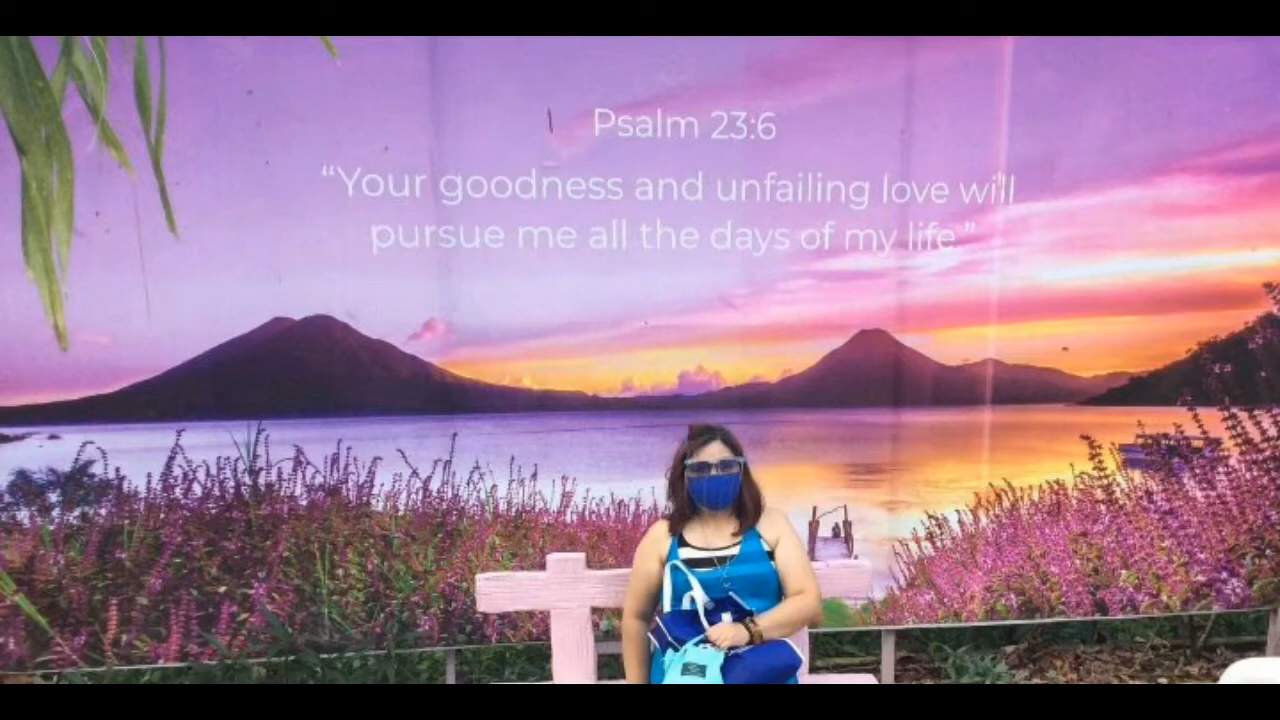 Psalm 23:6
“Your goodness and unfailing love will
pursue me all the days of my life.”